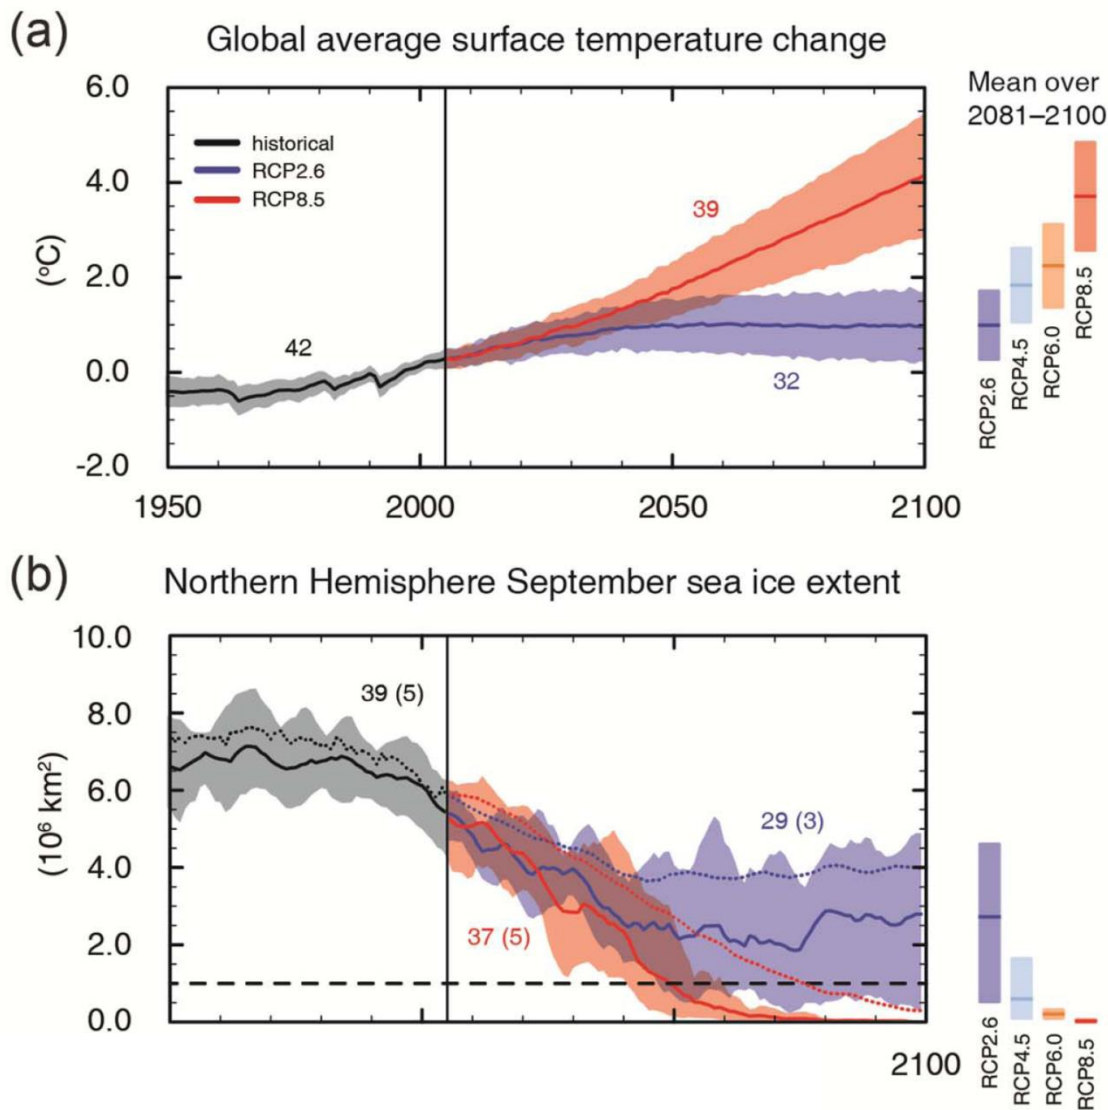 (a)
Global average surface temperature change
Mean over
2081–2100
6.0
4.0
2.0
0.0
-2.0
(°C)
historical
RCP2.6
RCP8.5
42
39
32
1950
2000
2050
2100
RCP2.6
RCP4.5
RCP6.0
RCP8.5
(b)
Northern Hemisphere September sea ice extent
10.0
8.0
6.0
4.0
2.0
0.0
(10⁶ km²)
39 (5)
29 (3)
37 (5)
2100
RCP2.6
RCP4.5
RCP6.0
RCP8.5